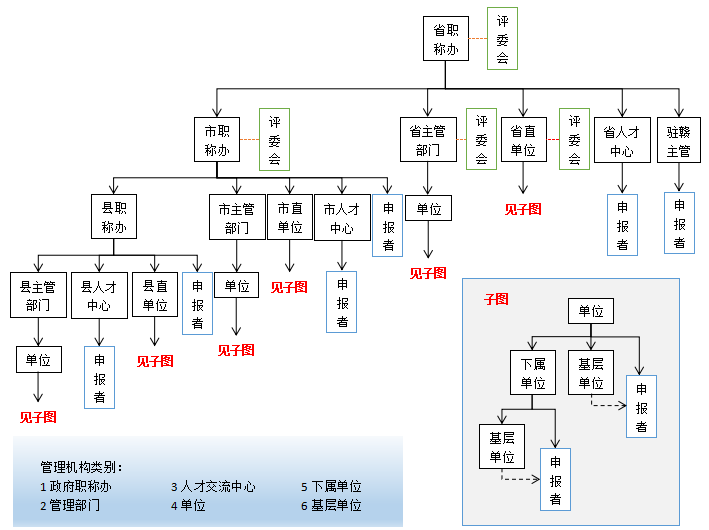 省职
称办
评
委
会
市职
称办
评
委
会
省主管
部门
评
委
会
省直
单位
评
委
会
省人才
中心
驻赣
主管
县职
称办
市主管
部门
市直
单位
市人才
中心
申
报
者
单位
见子图
申
报
者
申
报
者
县主管
部门
县人才
中心
县直
单位
申
报
者
单位
见子图
申
报
者
见子图
单位
申
报
者
见子图
见子图
见子图
子图
单位
下属
单位
基层
单位
申
报
者
基层
单位
申
报
者
管理机构类别：
1 政府职称办 3 人才交流中心 5 下属单位
2 管理部门 4 单位 6 基层单位